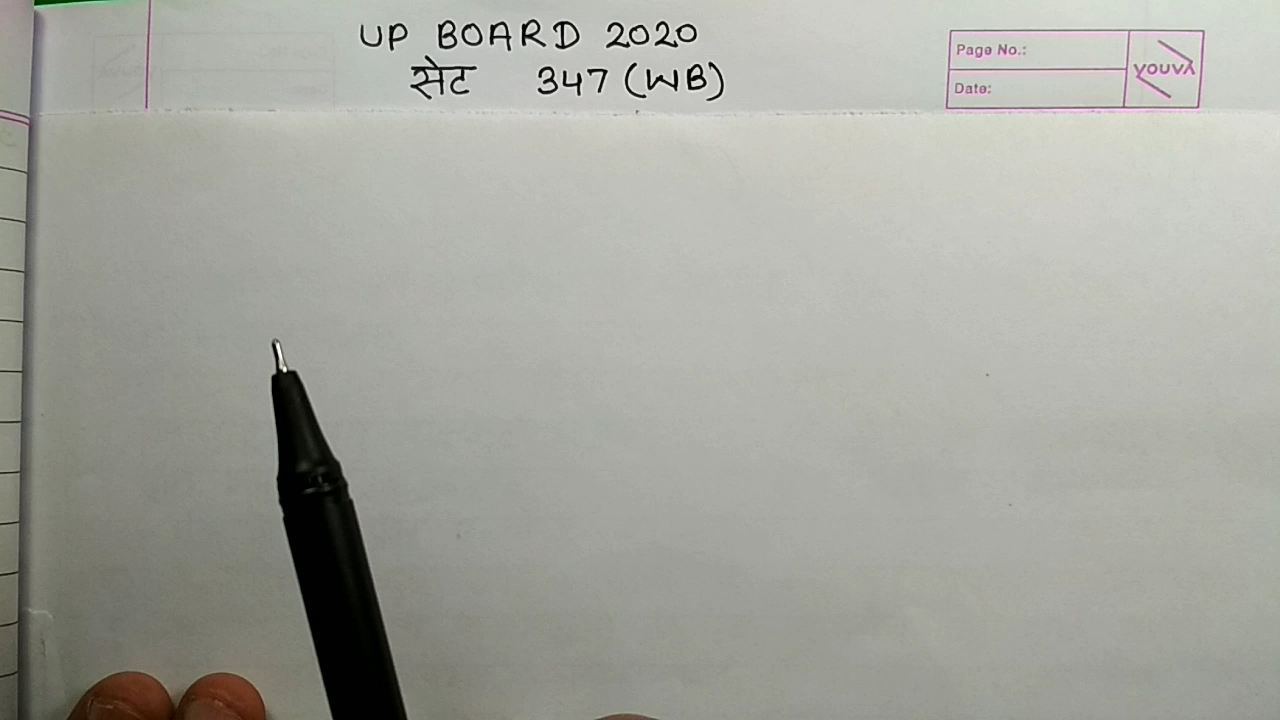 UP BOARD 2020
सेट 347 (WB)
Page No.:
Date:
YOUVA